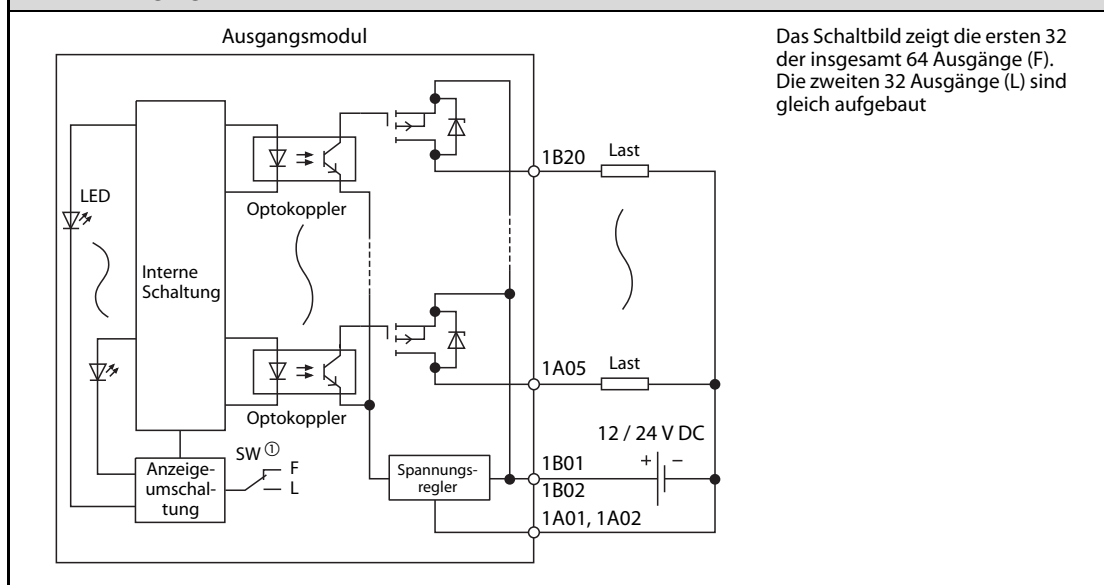 Ausgangsmodul
Das Schaltbild zeigt die ersten 32
der insgesamt 64 Ausgänge (F).
Die zweiten 32 Ausgänge (L) sind
gleich aufgebaut
1B20
Last
LED
Optokoppler
Interne
Schaltung
1A05
Last
Optokoppler
12 / 24 V DC
SW ①
F
L
Anzeige-
umschal-
tung
Spannungs-
regler
1B01
+
−
1B02
1A01, 1A02